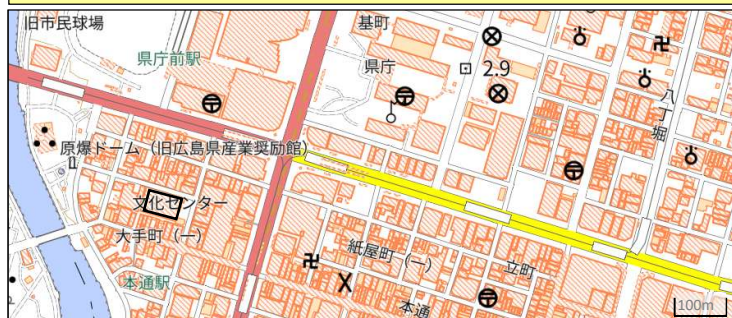 旧市民球場
基町
県庁前駅
県庁
2.9
八丁堀
原爆ドーム（旧広島県産業奨励館）
文化センター
大手町（一）
紙屋町（一）
立町
本通駅
本通
100m